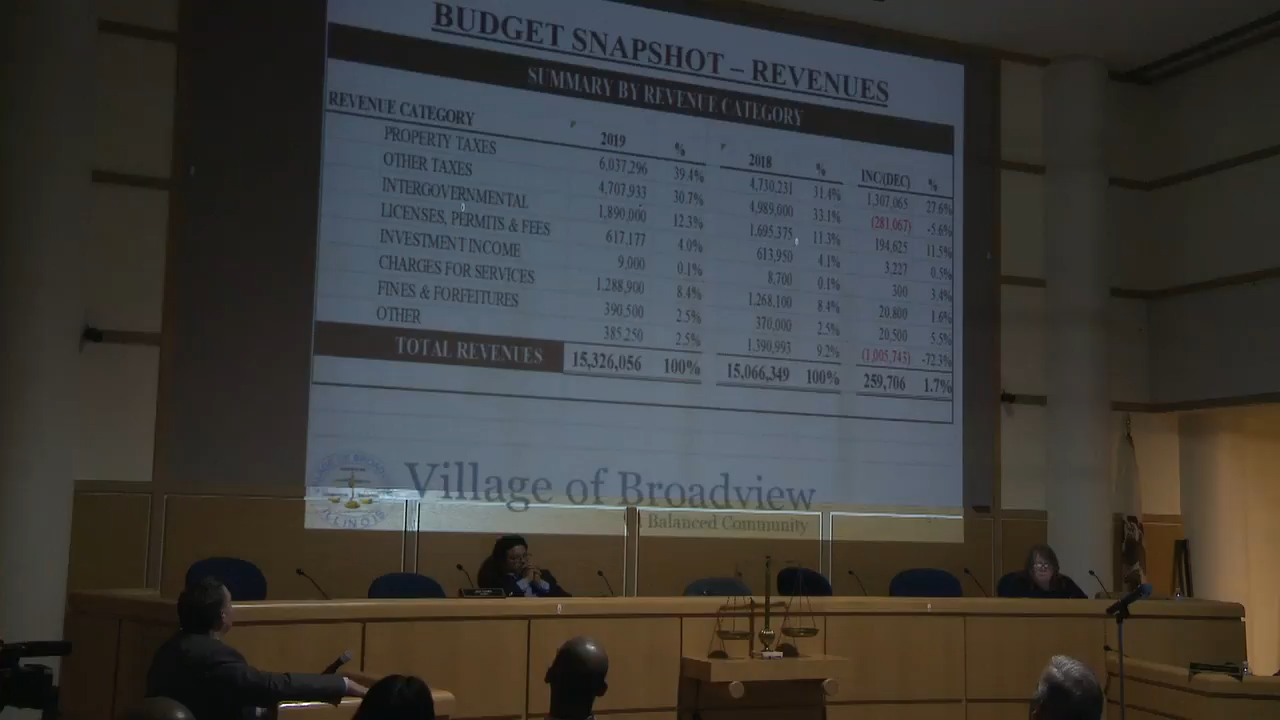 BUDGET SNAPSHOT – REVENUES
SUMMARY BY REVENUE CATEGORY
REVENUE CATEGORY 2019 % 2018 % INC/(DEC) %
PROPERTY TAXES 6,037,296 39.4% 4,730,231 31.4% 1,307,065 27.6%
OTHER TAXES 4,707,933 30.7% 4,989,000 33.1% (281,067) -5.6%
INTERGOVERNMENTAL 1,890,000 12.3% 1,695,375 11.3% 194,625 11.5%
LICENSES, PERMITS & FEES 617,177 4.0% 613,950 4.1% 3,227 0.5%
INVESTMENT INCOME 9,000 0.1% 8,700 0.1% 300 3.4%
CHARGES FOR SERVICES 1,288,900 8.4% 1,268,100 8.4% 20,800 1.6%
FINES & FORFEITURES 390,500 2.5% 370,000 2.5% 20,500 5.5%
OTHER 385,250 2.5% 1,390,993 9.2% (1,005,743) -72.3%
TOTAL REVENUES 15,326,056 100% 15,066,349 100% 259,706 1.7%
Village of Broadview
Balanced Community
ILLINOIS